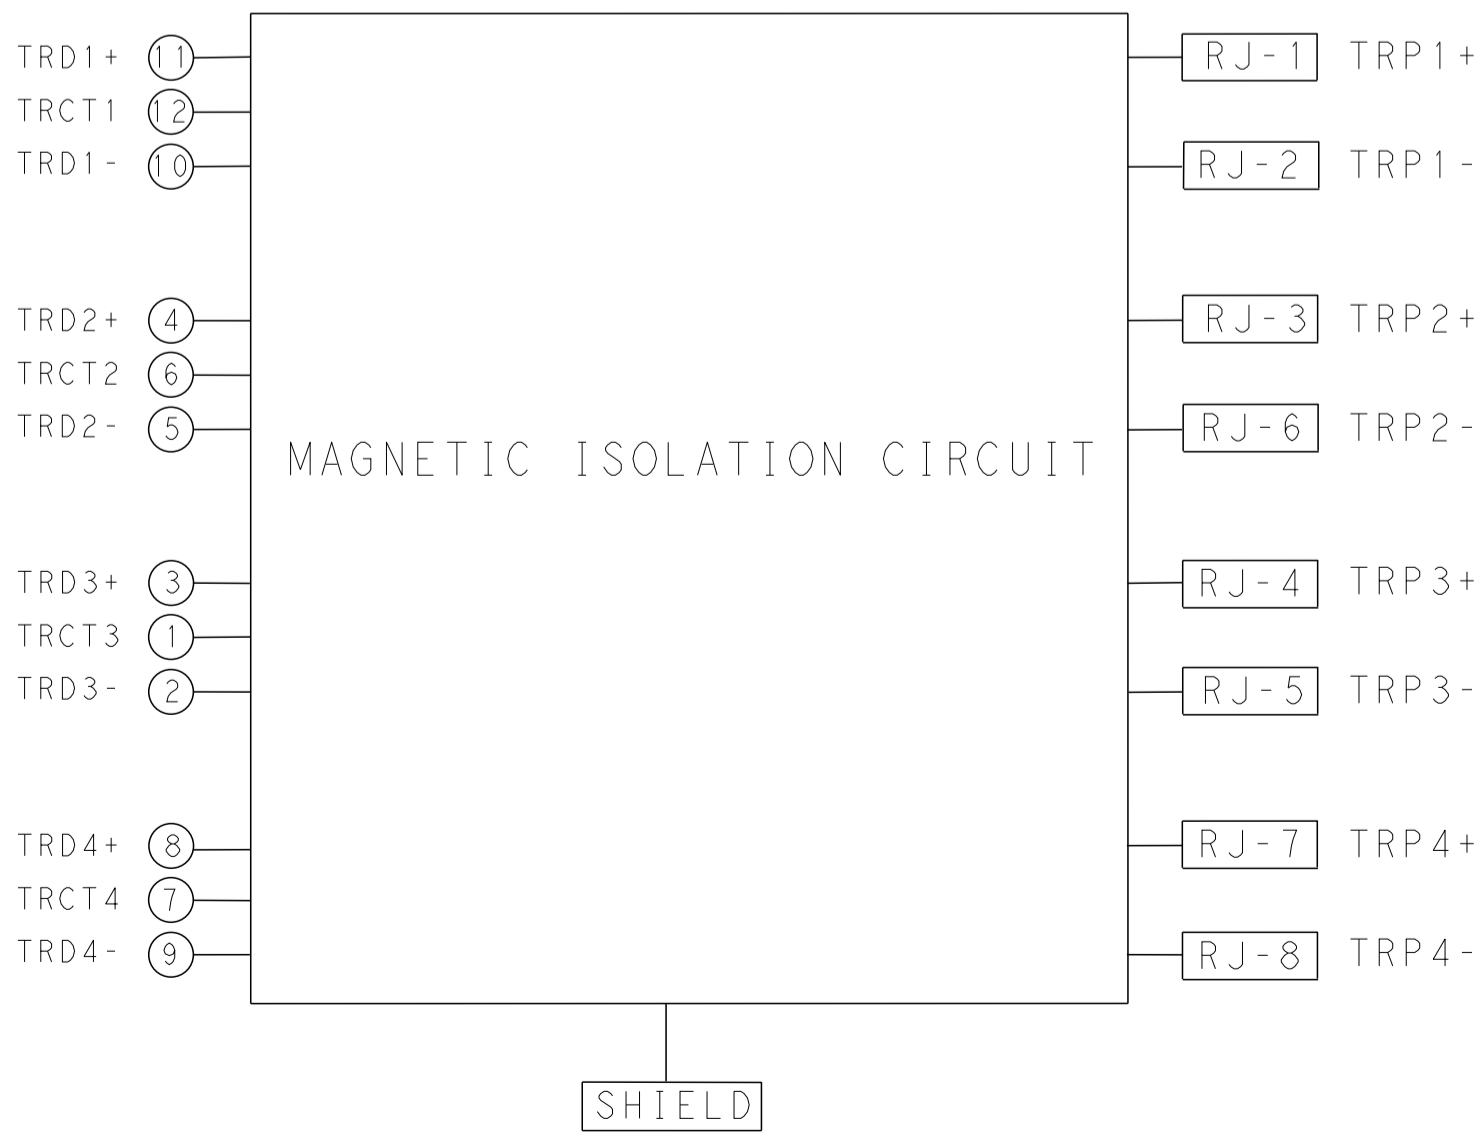 TRD1+ 11 RJ-1 TRP1+
TRCT1 12
TRD1- 10 RJ-2 TRP1-
TRD2+ 4 RJ-3 TRP2+
TRCT2 6
TRD2- 5 RJ-6 TRP2-
MAGNETIC ISOLATION CIRCUIT
TRD3+ 3 RJ-4 TRP3+
TRCT3 1
TRD3- 2 RJ-5 TRP3-
TRD4+ 8 RJ-7 TRP4+
TRCT4 7
TRD4- 9 RJ-8 TRP4-
SHIELD